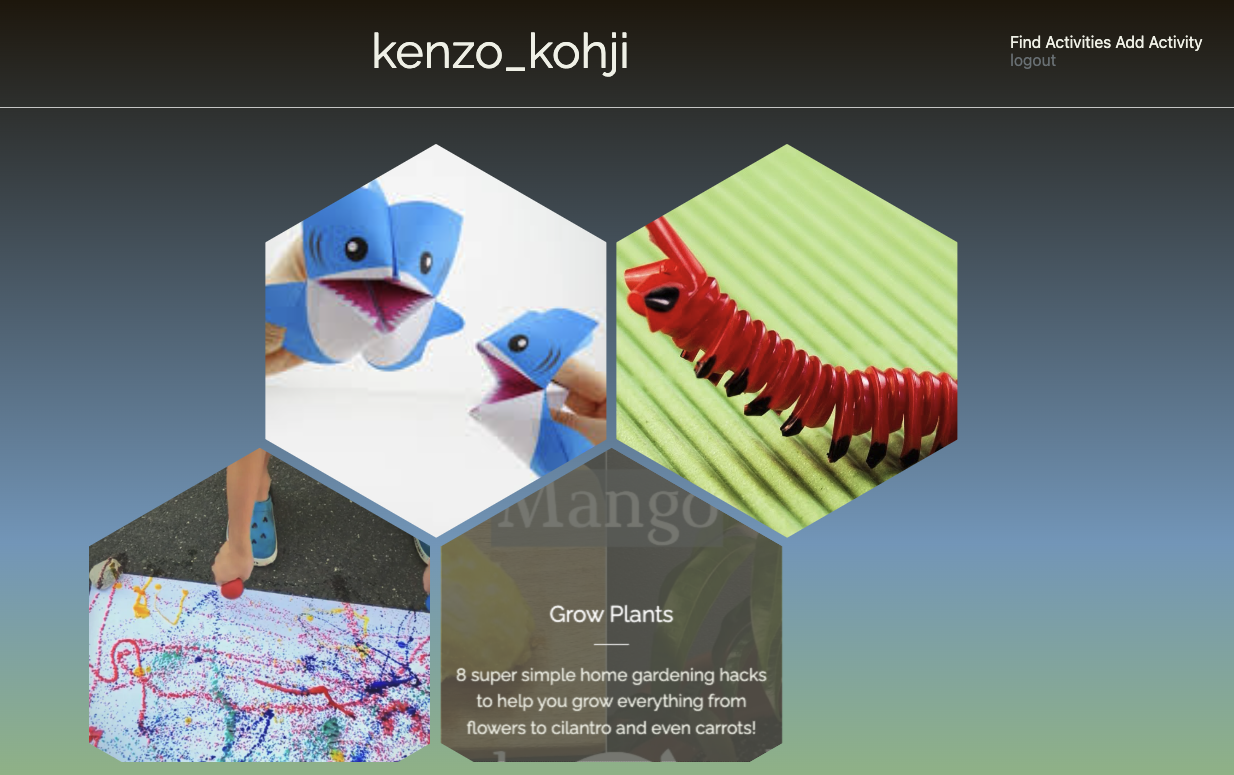 kenzo_kohji
Find Activities Add Activity
logout
Mango
Grow Plants
8 super simple home gardening hacks
to help you grow everything from
flowers to cilantro and even carrots!